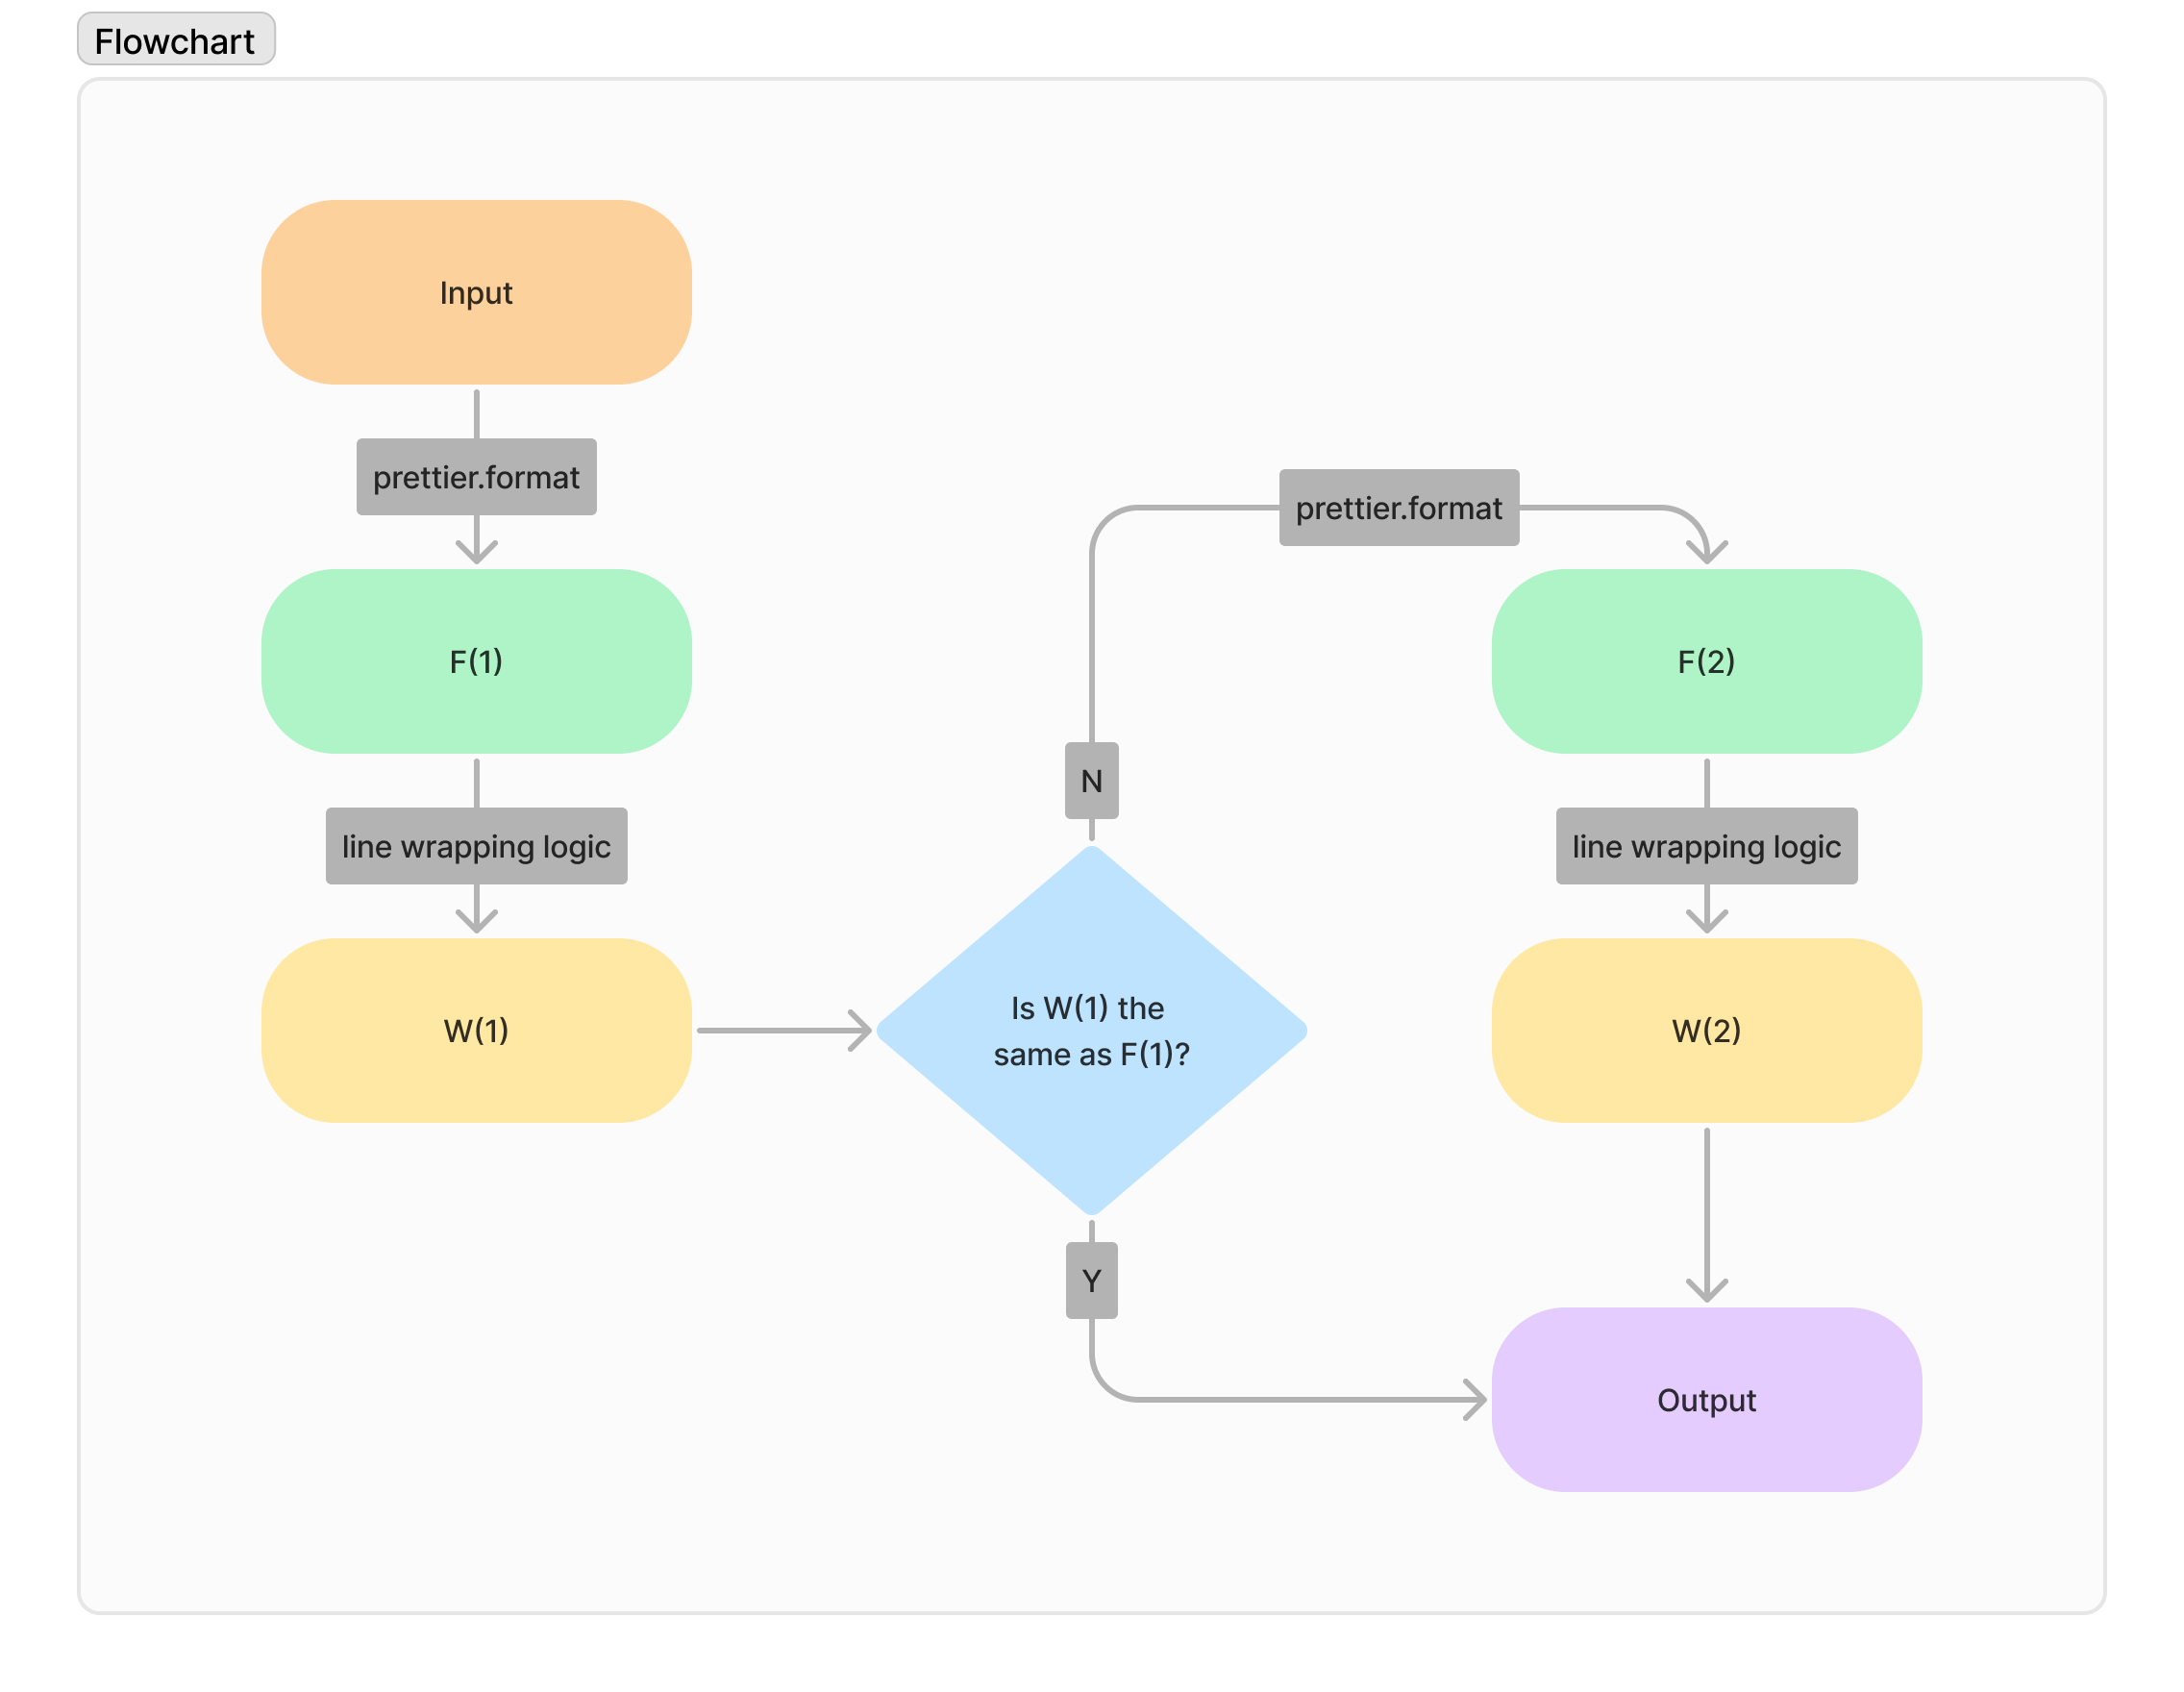 Flowchart
Input
prettier.format
F(1)
line wrapping logic
W(1)
Is W(1) the
same as F(1)?
N
prettier.format
F(2)
line wrapping logic
W(2)
Y
Output